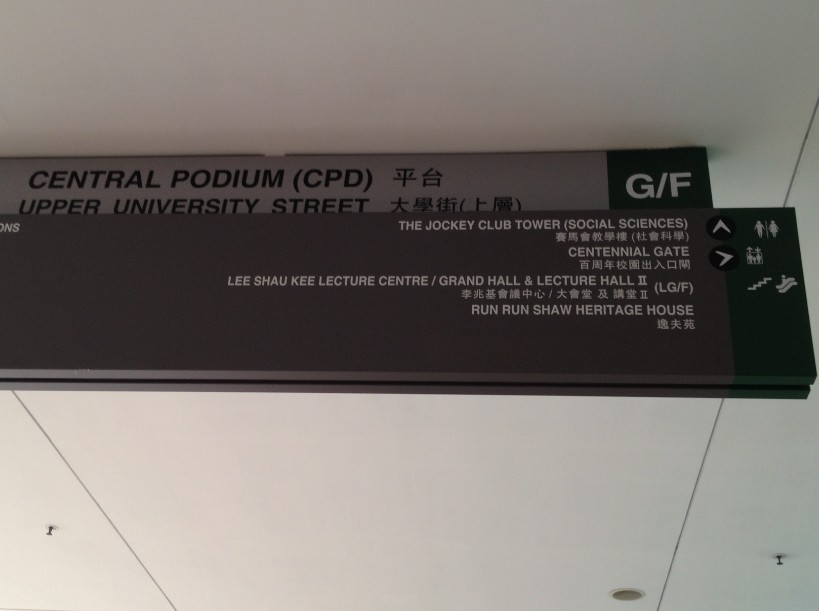 CENTRAL PODIUM (CPD) 平台
G/F
UPPER UNIVERSITY STREET 大學街(上層)
ONS
THE JOCKEY CLUB TOWER (SOCIAL SCIENCES)
賽馬會教學樓 (社會科學)
CENTENNIAL GATE
百周年校園出入口閘
LEE SHAU KEE LECTURE CENTRE / GRAND HALL & LECTURE HALL II (LG/F)
李兆基會議中心 / 大會堂 及 講堂 II
RUN RUN SHAW HERITAGE HOUSE
逸夫苑